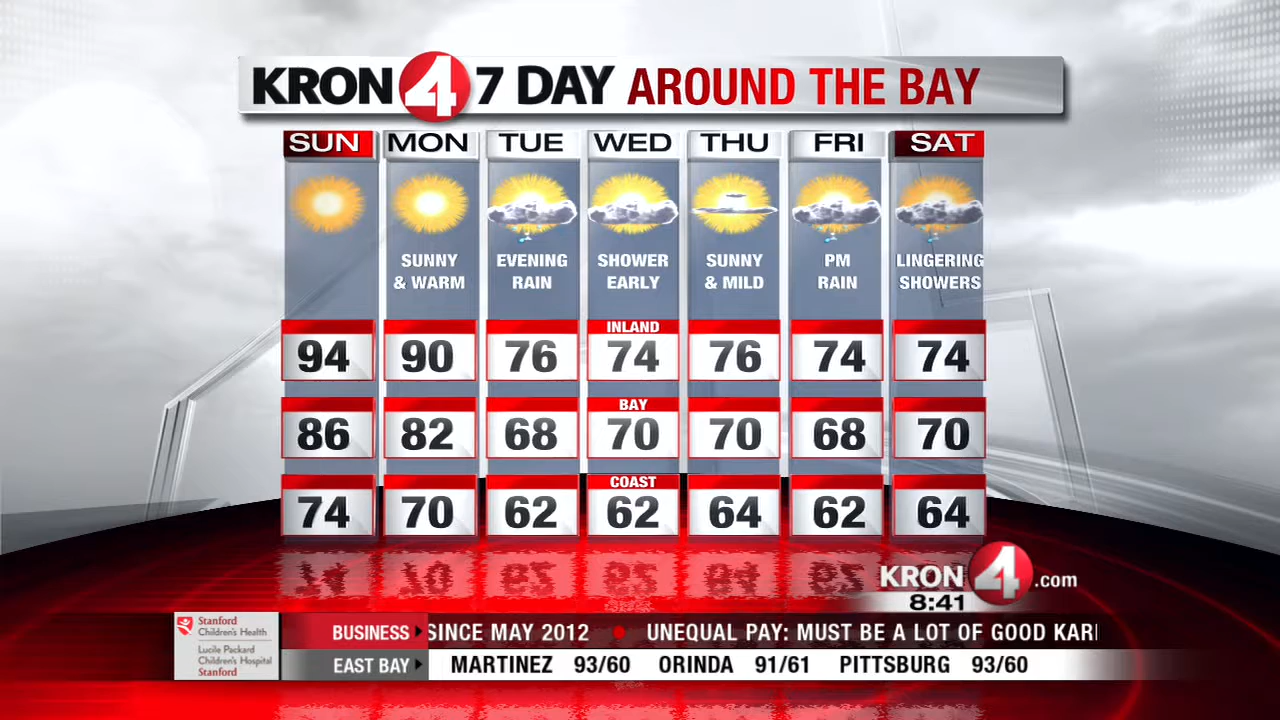 KRON 4 7 DAY AROUND THE BAY
SUN MON TUE WED THU FRI SAT
SUNNY & WARM
EVENING RAIN
SHOWER EARLY
SUNNY & MILD
PM RAIN
LINGERING SHOWERS
INLAND
94 90 76 74 76 74 74
BAY
86 82 68 70 70 68 70
COAST
74 70 62 62 64 62 64
KRON 4 .com
8:41
Stanford
Children's Health
Lucile Packard
Children's Hospital
Stanford
BUSINESS SINCE MAY 2012 • UNEQUAL PAY: MUST BE A LOT OF GOOD
EAST BAY MARTINEZ 93/60 ORINDA 91/61 PITTSBURG 93/60